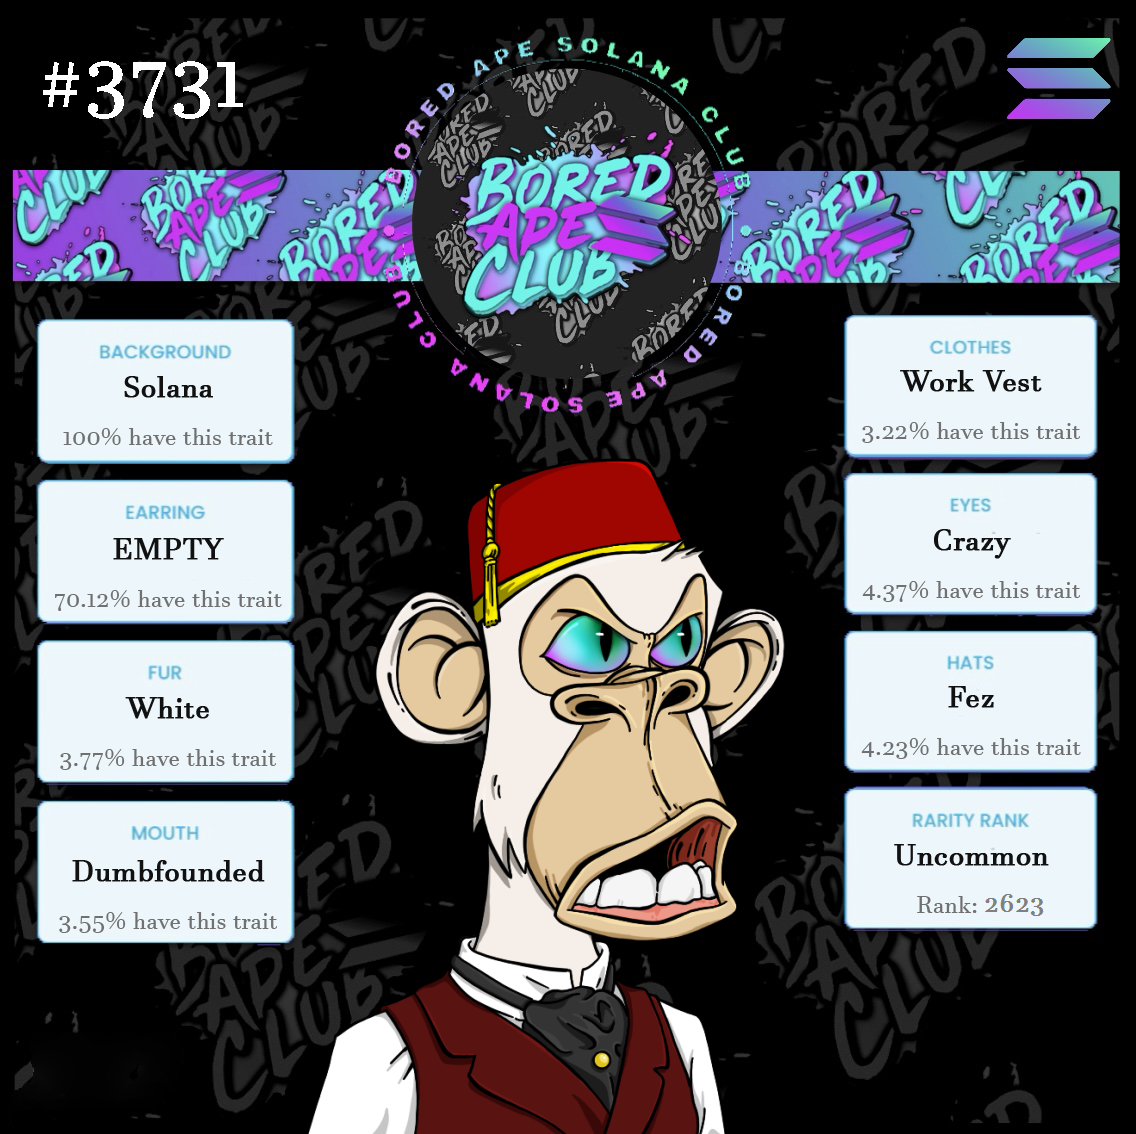 #3731
BORED APE SOLANA CLUB
BORED APE SOLANA CLUB
BORED
APE
CLUB
BACKGROUND
Solana
100% have this trait
EARRING
EMPTY
70.12% have this trait
FUR
White
3.77% have this trait
MOUTH
Dumbfounded
3.55% have this trait
CLOTHES
Work Vest
3.22% have this trait
EYES
Crazy
4.37% have this trait
HATS
Fez
4.23% have this trait
RARITY RANK
Uncommon
Rank: 2623